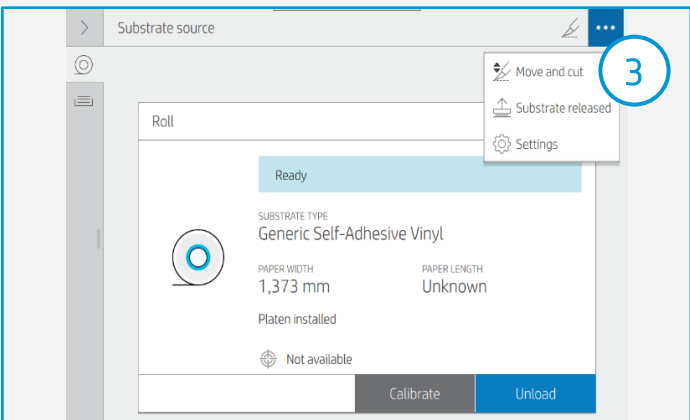 Substrate source
Move and cut
3
Substrate released
Settings
Roll
Ready
SUBSTRATE TYPE
Generic Self-Adhesive Vinyl
PAPER WIDTH PAPER LENGTH
1,373 mm Unknown
Platen installed
Not available
Calibrate Unload